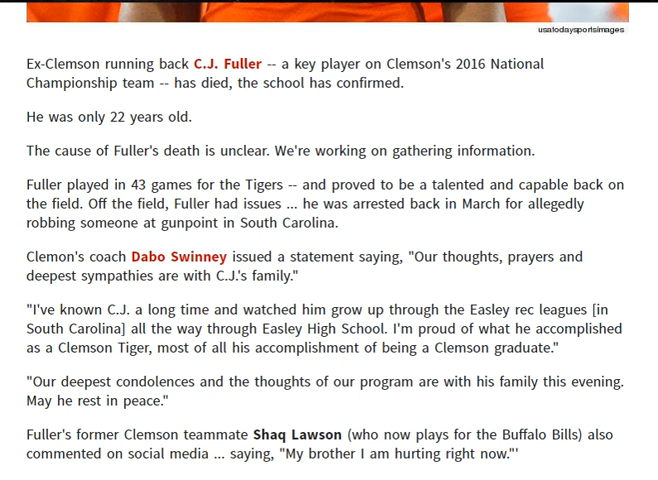 usatodaysportsimages
Ex-Clemson running back C.J. Fuller -- a key player on Clemson's 2016 National
Championship team -- has died, the school has confirmed.
He was only 22 years old.
The cause of Fuller's death is unclear. We're working on gathering information.
Fuller played in 43 games for the Tigers -- and proved to be a talented and capable back on
the field. Off the field, Fuller had issues ... he was arrested back in March for allegedly
robbing someone at gunpoint in South Carolina.
Clemon's coach Dabo Swinney issued a statement saying, "Our thoughts, prayers and
deepest sympathies are with C.J.'s family."
"I've known C.J. a long time and watched him grow up through the Easley rec leagues [in
South Carolina] all the way through Easley High School. I'm proud of what he accomplished
as a Clemson Tiger, most of all his accomplishment of being a Clemson graduate."
"Our deepest condolences and the thoughts of our program are with his family this evening.
May he rest in peace."
Fuller's former Clemson teammate Shaq Lawson (who now plays for the Buffalo Bills) also
commented on social media ... saying, "My brother I am hurting right now."'